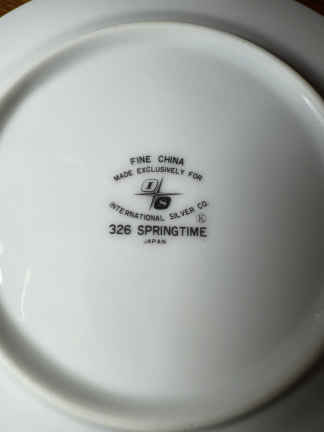 FINE CHINA
MADE EXCLUSIVELY FOR
I
S
INTERNATIONAL SILVER CO.
Ⓡ
326 SPRINGTIME
JAPAN